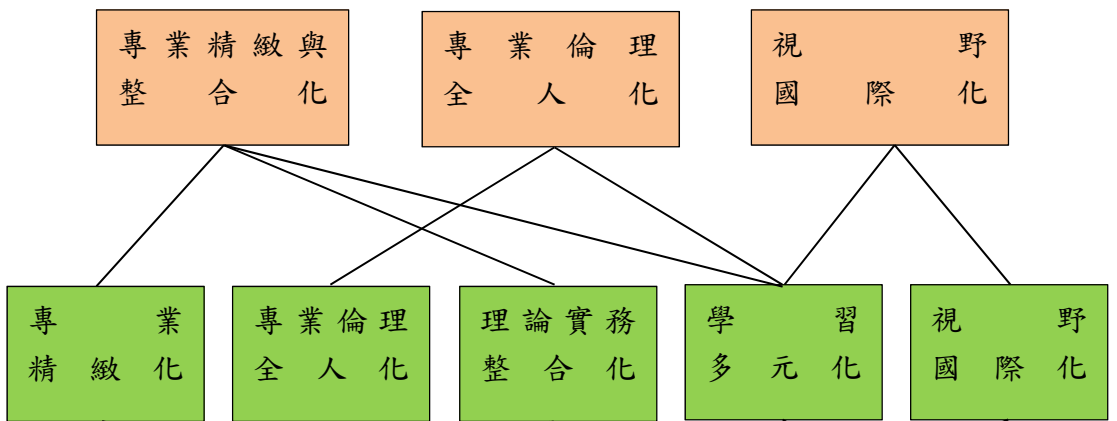 專業精緻與
整合化
專業倫理
全人化
視野
國際化
專業
精緻化
專業倫理
全人化
理論實務
整合化
學習
多元化
視野
國際化